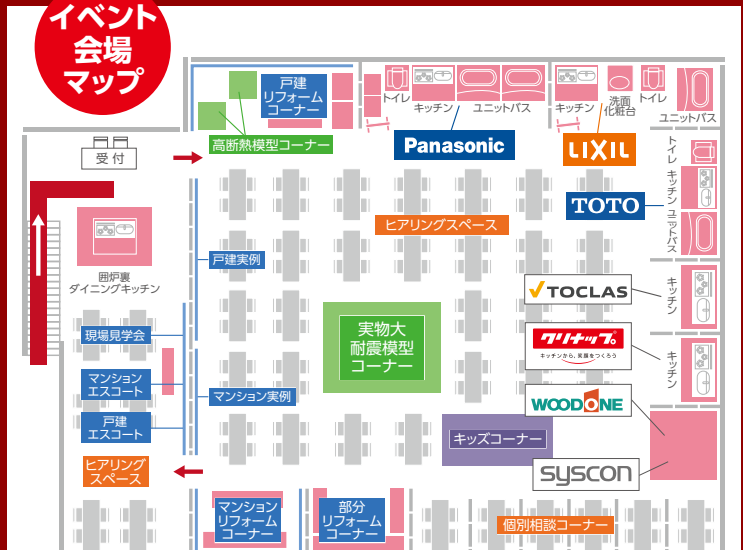 イベント
会場
マップ
戸建
リフォーム
コーナー
高断熱模型コーナー
受付
トイレ
キッチン
ユニットバス
Panasonic
キッチン
洗面
化粧台
トイレ
ユニットバス
LIXIL
トイレ
キッチン
ユニットバス
TOTO
ヒアリングスペース
戸建実例
囲炉裏
ダイニングキッチン
TOCLAS
キッチン
実物大
耐震模型
コーナー
クリナップ
キッチンから、笑顔をつくろう
キッチン
現場見学会
マンション
エスコート
マンション実例
WOODONE
戸建
エスコート
キッズコーナー
ヒアリング
スペース
syscon
マンション
リフォーム
コーナー
部分
リフォーム
コーナー
個別相談コーナー